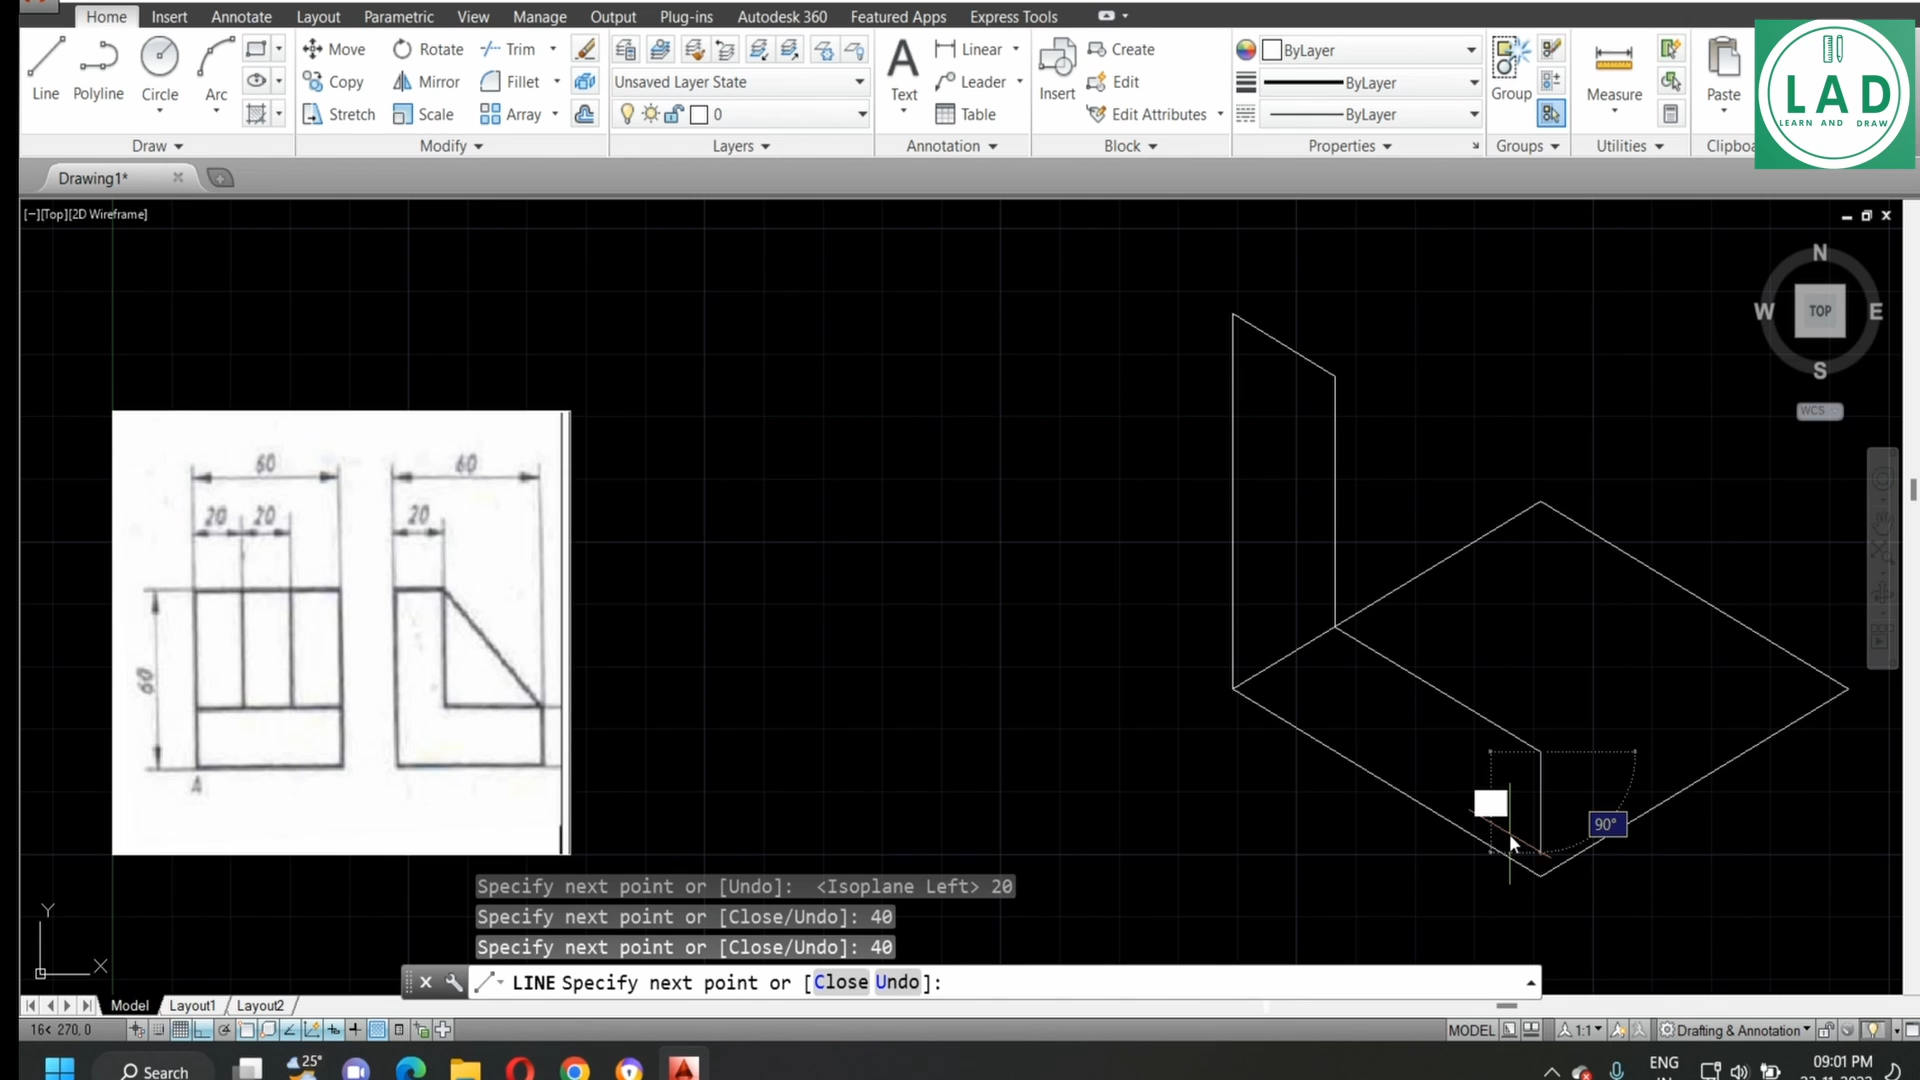 Home Insert Annotate Layout Parametric View Manage Output Plug-ins Autodesk 360 Featured Apps Express Tools
Line Polyline Circle Arc
Move Rotate Trim
Copy Mirror Fillet
Stretch Scale Array
Unsaved Layer State
0
Text
Linear
Leader
Table
Insert
Create
Edit
Edit Attributes
ByLayer
ByLayer
ByLayer
Group
Measure
Paste
LAD
LEARN AND DRAW
Draw Modify Layers Annotation Block Properties Groups Utilities Clipbo
Drawing1*
[−][Top][2D Wireframe]
N
W TOP E
S
WCS
60 60
20 20 20
60
A
90°
Specify next point or [Undo]: <Isoplane Left> 20
Specify next point or [Close/Undo]: 40
Specify next point or [Close/Undo]: 40
LINE Specify next point or [Close Undo]:
Y
X
Model Layout1 Layout2
16< 270, 0
MODEL 1:1 Drafting & Annotation
Search
25°
ENG
09:01 PM